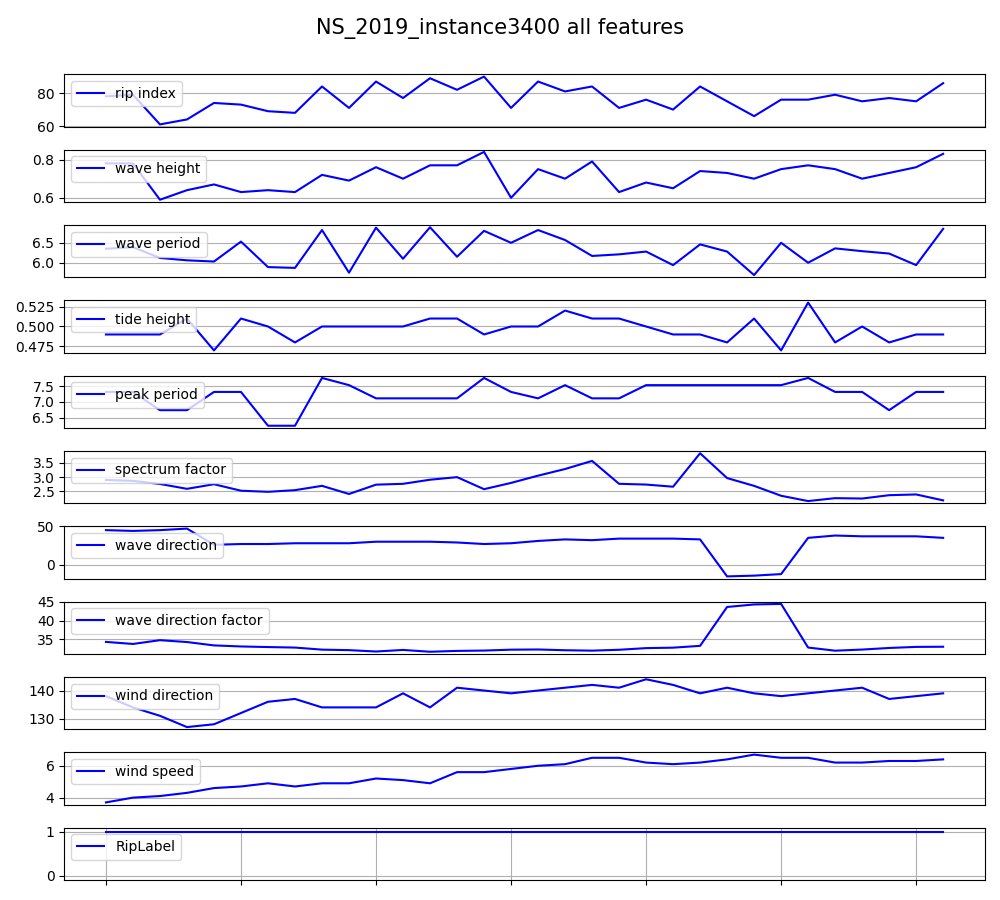 NS_2019_instance3400 all features
80
60
rip index
0.8
0.6
wave height
6.5
6.0
wave period
0.525
0.500
0.475
tide height
7.5
7.0
6.5
peak period
3.5
3.0
2.5
spectrum factor
50
0
wave direction
45
40
35
wave direction factor
140
130
wind direction
6
4
wind speed
1
0
RipLabel